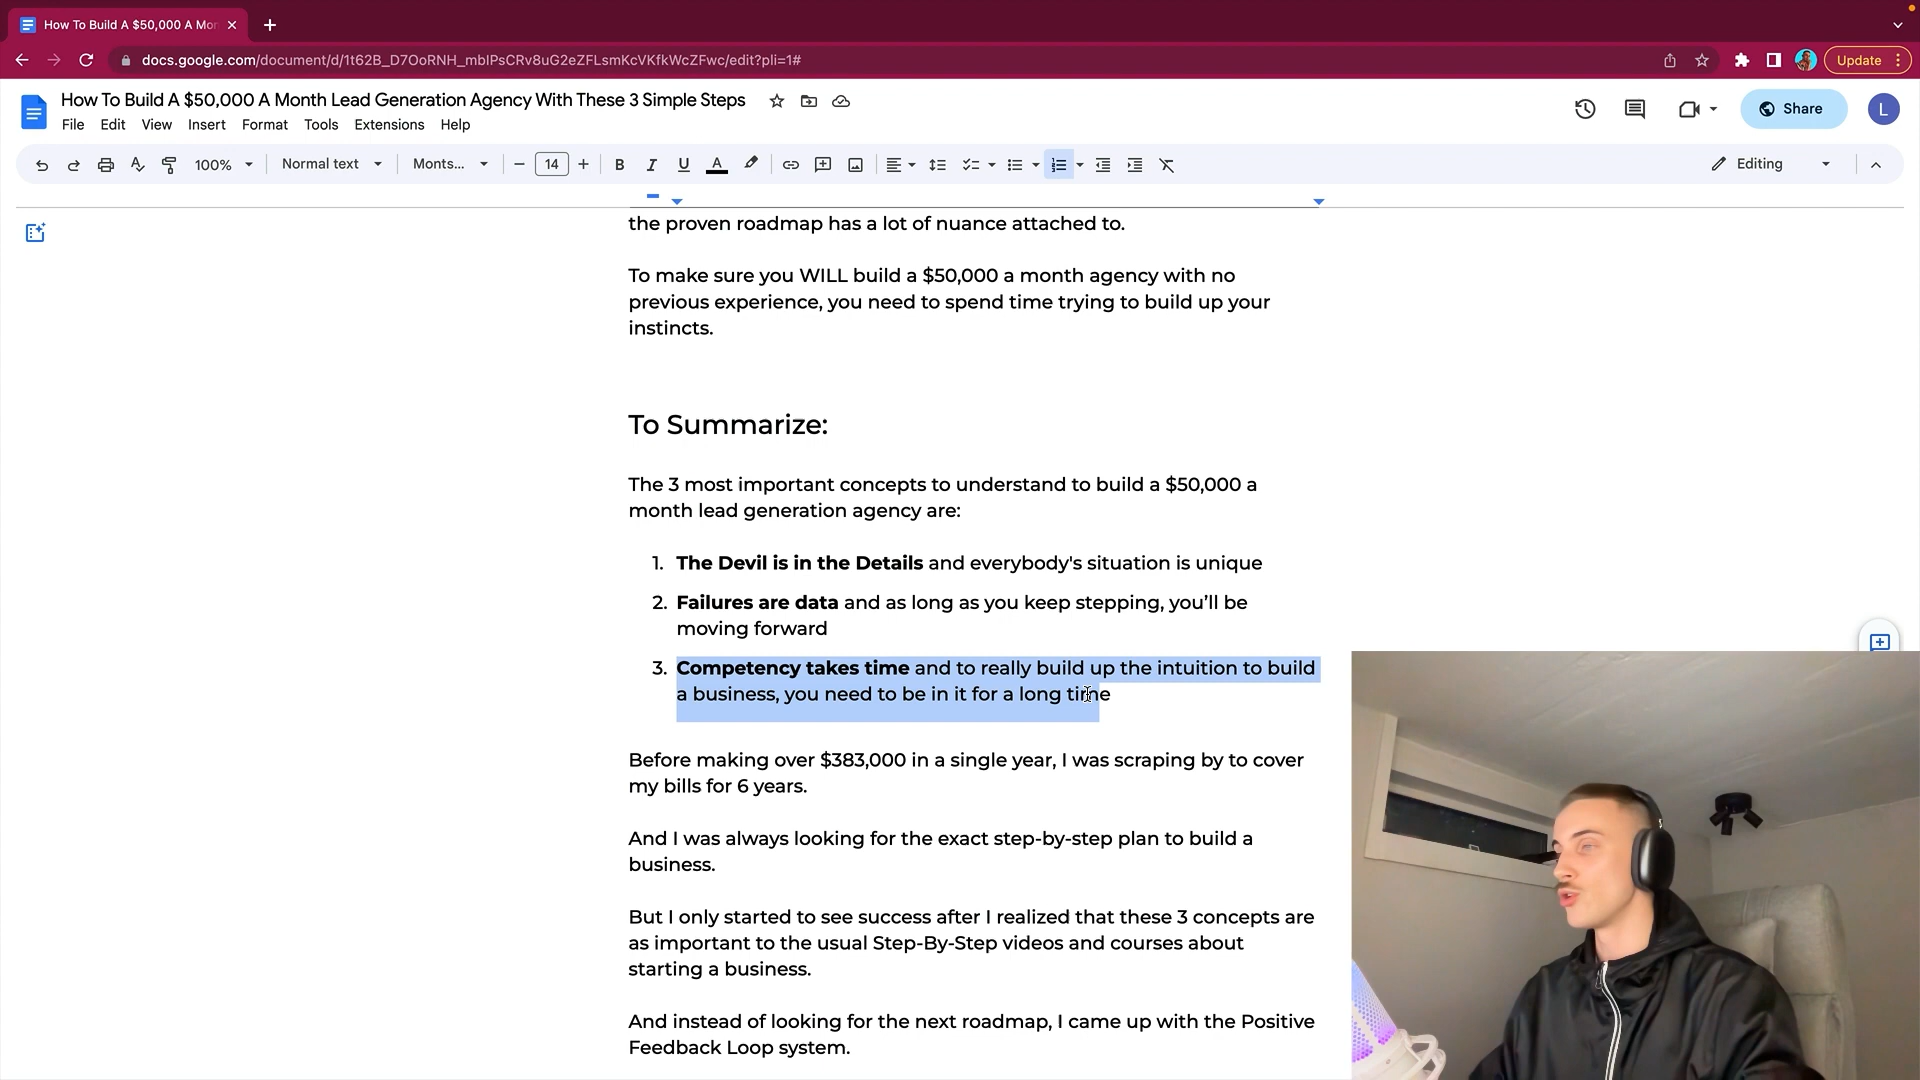 How To Build A $50,000 A Mon
docs.google.com/document/d/1t62B_D7OoRNH_mbIPsCRv8uG2eZFLsmKcVKfkWcZFwc/edit?pli=1#
Update
How To Build A $50,000 A Month Lead Generation Agency With These 3 Simple Steps
File Edit View Insert Format Tools Extensions Help
Share
L
100% Normal text Monts... 14 B I U A Editing
the proven roadmap has a lot of nuance attached to.
To make sure you WILL build a $50,000 a month agency with no
previous experience, you need to spend time trying to build up your
instincts.
To Summarize:
The 3 most important concepts to understand to build a $50,000 a
month lead generation agency are:
1. The Devil is in the Details and everybody's situation is unique
2. Failures are data and as long as you keep stepping, you’ll be
moving forward
3. Competency takes time and to really build up the intuition to build
a business, you need to be in it for a long time
Before making over $383,000 in a single year, I was scraping by to cover
my bills for 6 years.
And I was always looking for the exact step-by-step plan to build a
business.
But I only started to see success after I realized that these 3 concepts are
as important to the usual Step-By-Step videos and courses about
starting a business.
And instead of looking for the next roadmap, I came up with the Positive
Feedback Loop system.